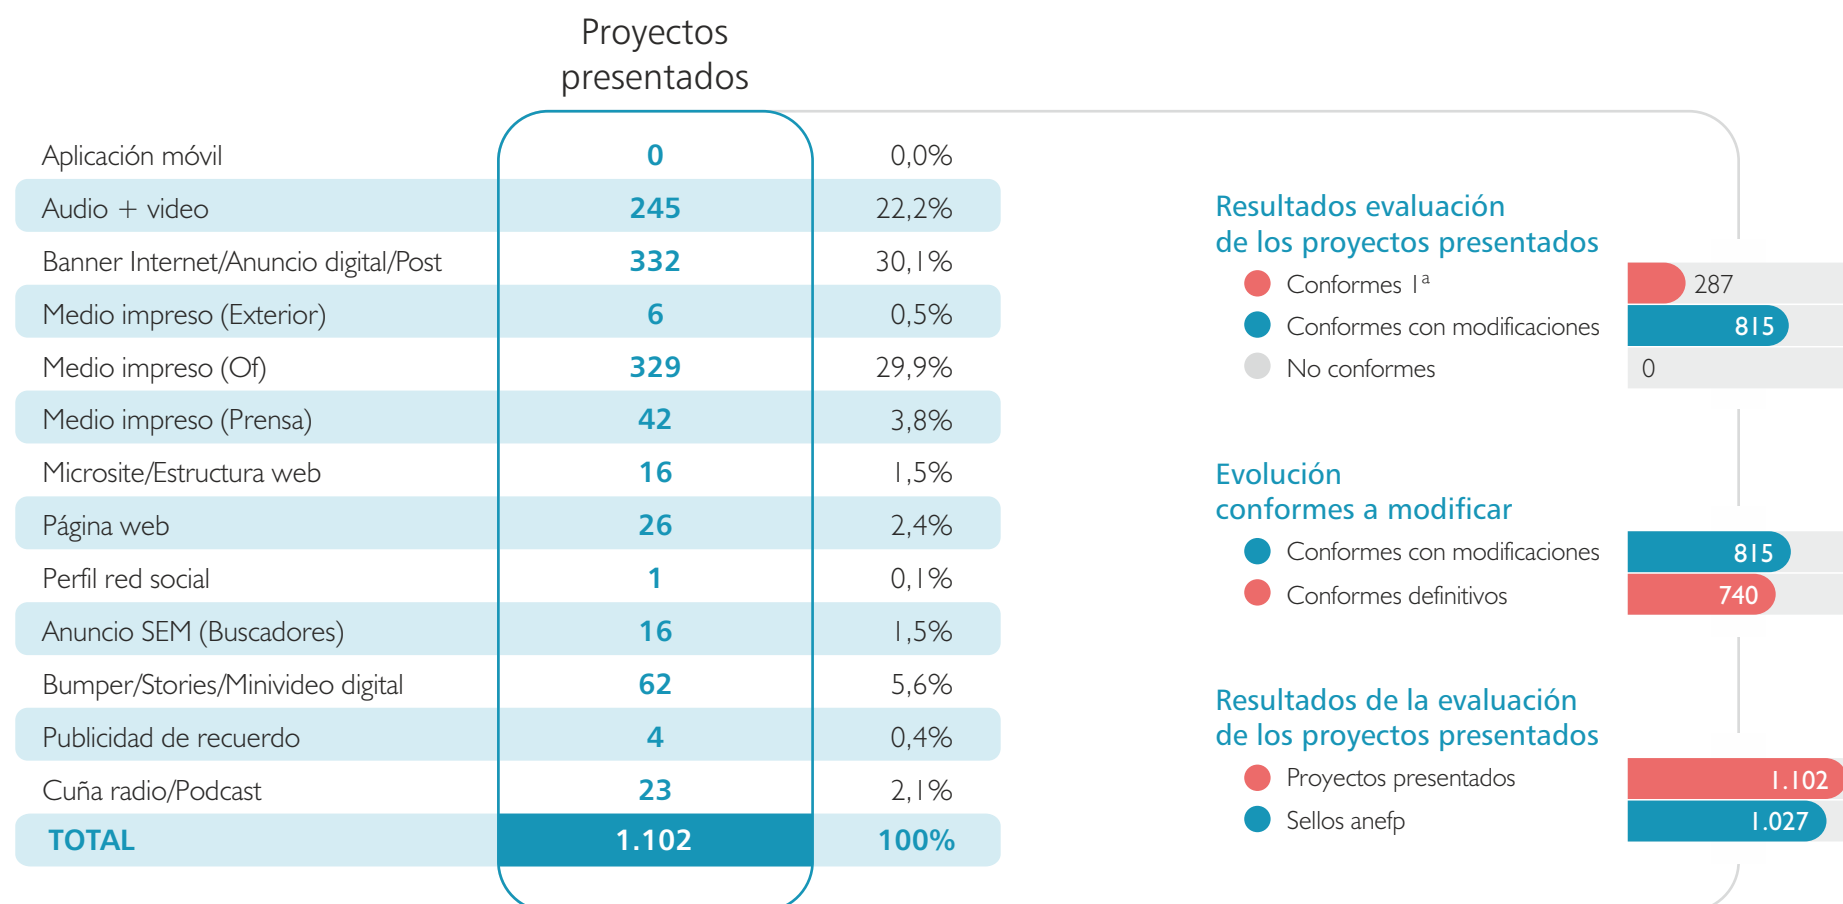 Proyectos
presentados
Aplicación móvil 0 0,0%
Audio + video 245 22,2%
Banner Internet/Anuncio digital/Post 332 30,1%
Medio impreso (Exterior) 6 0,5%
Medio impreso (Of) 329 29,9%
Medio impreso (Prensa) 42 3,8%
Microsite/Estructura web 16 1,5%
Página web 26 2,4%
Perfil red social 1 0,1%
Anuncio SEM (Buscadores) 16 1,5%
Bumper/Stories/Minivideo digital 62 5,6%
Publicidad de recuerdo 4 0,4%
Cuña radio/Podcast 23 2,1%
TOTAL 1.102 100%
Resultados evaluación
de los proyectos presentados
Conformes 1ª 287
Conformes con modificaciones 815
No conformes 0
Evolución
conformes a modificar
Conformes con modificaciones 815
Conformes definitivos 740
Resultados de la evaluación
de los proyectos presentados
Proyectos presentados 1.102
Sellos anefp 1.027